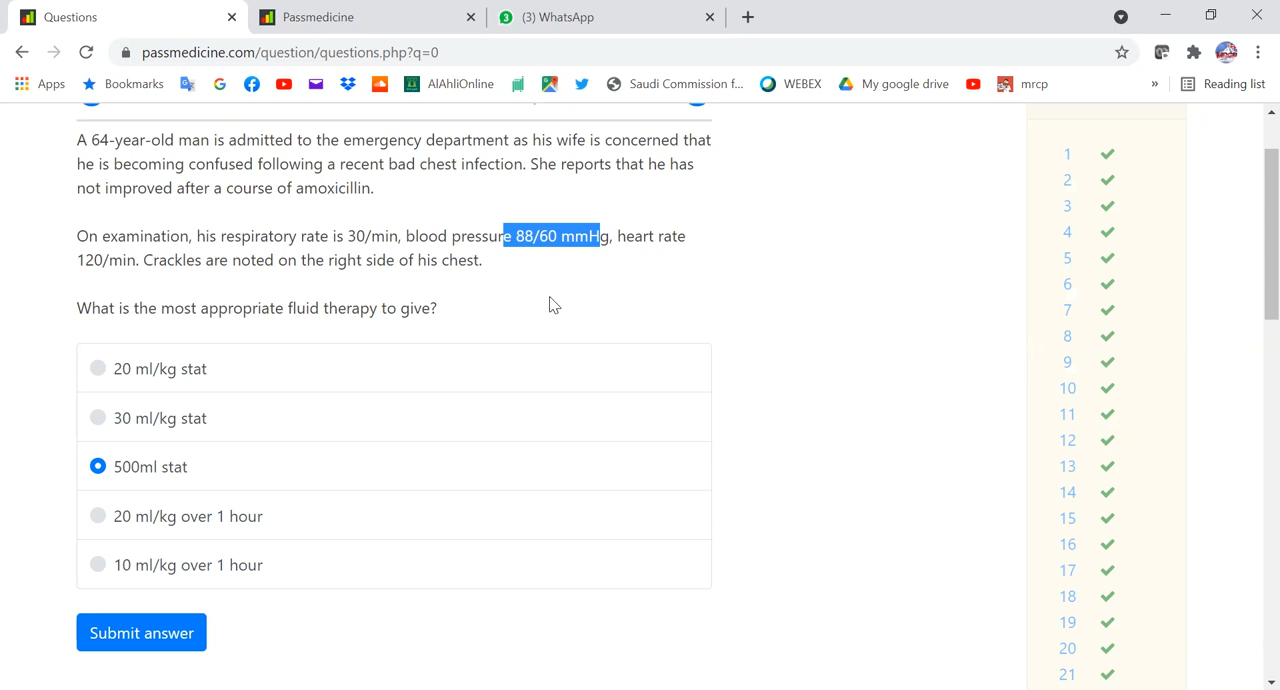 Questions
Passmedicine
(3) WhatsApp
passmedicine.com/question/questions.php?q=0
Apps
Bookmarks
AlAhliOnline
Saudi Commission f...
WEBEX
My google drive
mrcp
»
Reading list
A 64-year-old man is admitted to the emergency department as his wife is concerned that
he is becoming confused following a recent bad chest infection. She reports that he has
not improved after a course of amoxicillin.
On examination, his respiratory rate is 30/min, blood pressure 88/60 mmHg, heart rate
120/min. Crackles are noted on the right side of his chest.
What is the most appropriate fluid therapy to give?
20 ml/kg stat
30 ml/kg stat
500ml stat
20 ml/kg over 1 hour
10 ml/kg over 1 hour
Submit answer
1
2
3
4
5
6
7
8
9
10
11
12
13
14
15
16
17
18
19
20
21